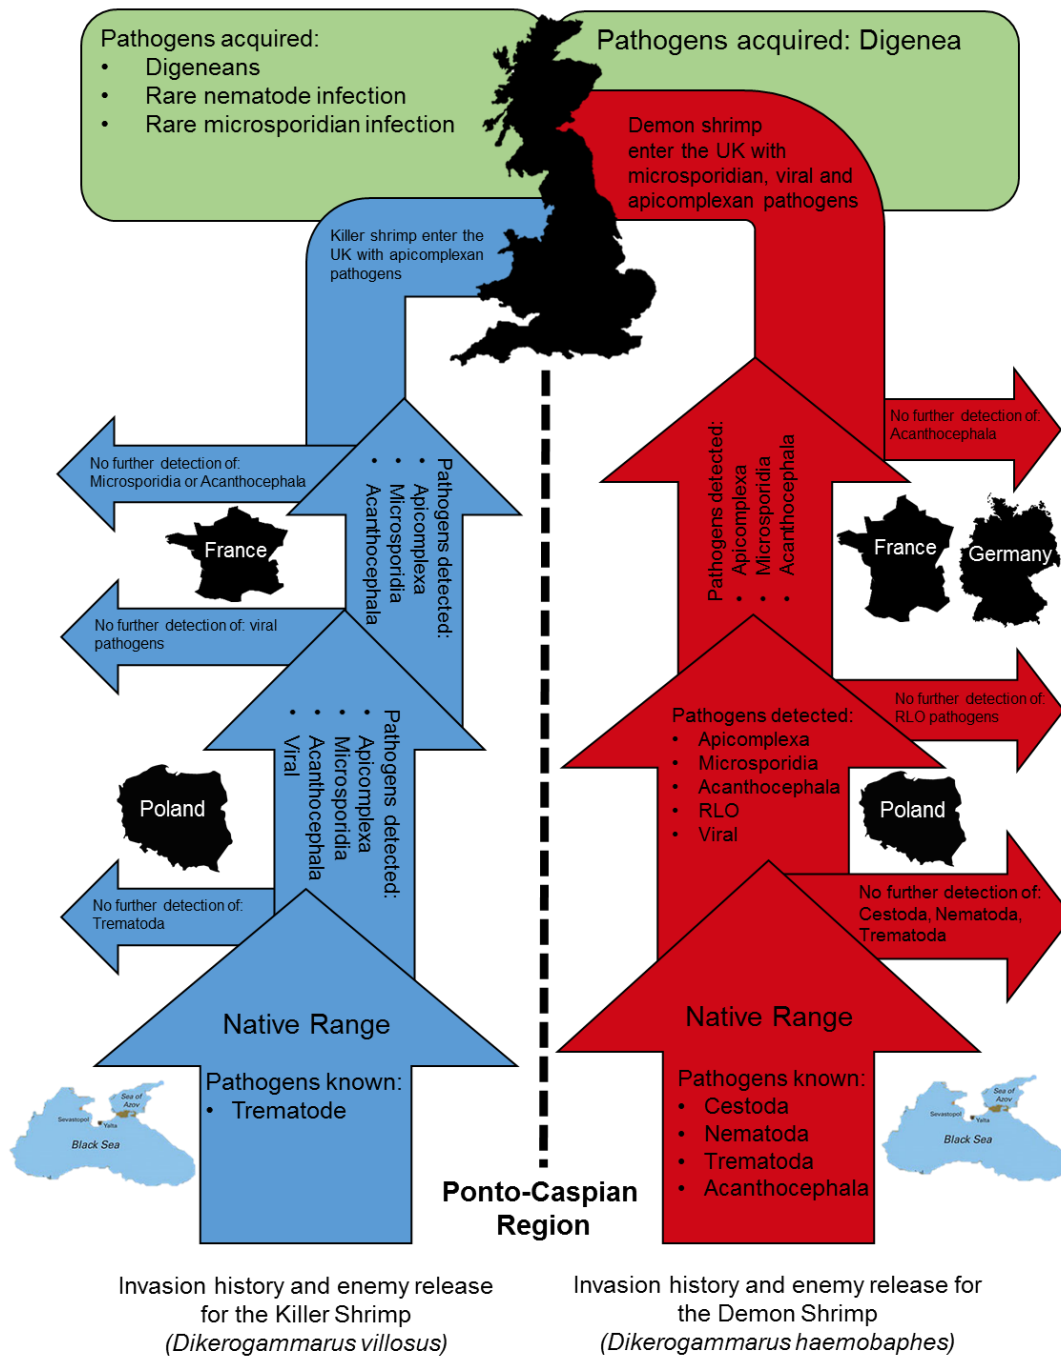 Pathogens acquired:
• Digeneans
• Rare nematode infection
• Rare microsporidian infection
Pathogens acquired: Digenea
Demon shrimp
enter the UK with
microsporidian, viral and
apicomplexan pathogens
Killer shrimp enter the
UK with apicomplexan
pathogens
No further detection of:
Microsporidia or Acanthocephala
Pathogens detected:
• Apicomplexa
• Microsporidia
• Acanthocephala
France
No further detection of: viral
pathogens
Pathogens detected:
• Apicomplexa
• Microsporidia
• Acanthocephala
• Viral
Poland
No further detection of:
Trematoda
Native Range
Pathogens known:
• Trematode
Sea of
Azov
Sevastopol
Yalta
Black Sea
No further detection of:
Acanthocephala
Pathogens detected:
• Apicomplexa
• Microsporidia
• Acanthocephala
France
Germany
No further detection of:
RLO pathogens
Pathogens detected:
• Apicomplexa
• Microsporidia
• Acanthocephala
• RLO
• Viral
Poland
No further detection of:
Cestoda, Nematoda,
Trematoda
Native Range
Pathogens known:
• Cestoda
• Nematoda
• Trematoda
• Acanthocephala
Sea of
Azov
Sevastopol
Yalta
Black Sea
Ponto-Caspian
Region
Invasion history and enemy release
for the Killer Shrimp
(Dikerogammarus villosus)
Invasion history and enemy release for
the Demon Shrimp
(Dikerogammarus haemobaphes)